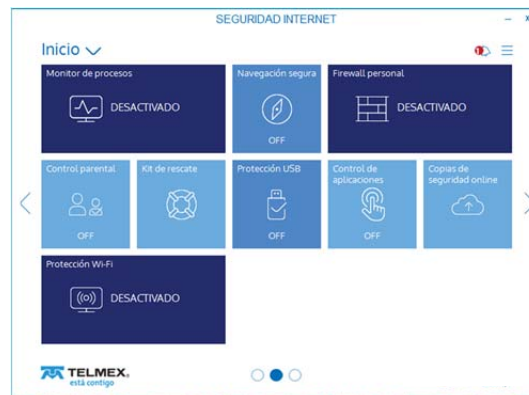 SEGURIDAD INTERNET
Inicio
Monitor de procesos
DESACTIVADO
Navegación segura
OFF
Firewall personal
DESACTIVADO
Control parental
OFF
Kit de rescate
Protección USB
OFF
Control de
aplicaciones
OFF
Copias de
seguridad online
Protección Wi-Fi
DESACTIVADO
TELMEX.
está contigo